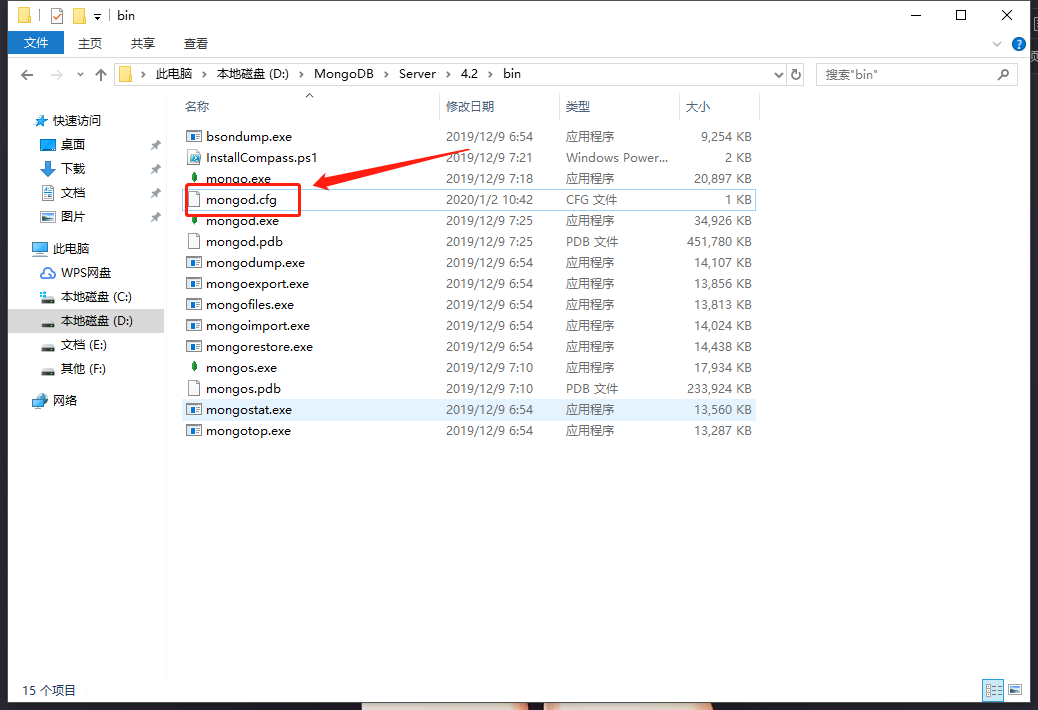 bin
文件 主页 共享 查看
此电脑 本地磁盘 (D:) MongoDB Server 4.2 bin 搜索"bin"
名称 修改日期 类型 大小
快速访问
桌面
下载
文档
图片
此电脑
WPS网盘
本地磁盘 (C:)
本地磁盘 (D:)
文档 (E:)
其他 (F:)
网络
bsondump.exe 2019/12/9 6:54 应用程序 9,254 KB
InstallCompass.ps1 2019/12/9 7:21 Windows Power... 2 KB
mongo.exe 2019/12/9 7:18 应用程序 20,897 KB
mongod.cfg 2020/1/2 10:42 CFG 文件 1 KB
mongod.exe 2019/12/9 7:25 应用程序 34,926 KB
mongod.pdb 2019/12/9 7:25 PDB 文件 451,780 KB
mongodump.exe 2019/12/9 6:54 应用程序 14,107 KB
mongoexport.exe 2019/12/9 6:54 应用程序 13,856 KB
mongofiles.exe 2019/12/9 6:54 应用程序 13,813 KB
mongoimport.exe 2019/12/9 6:54 应用程序 14,024 KB
mongorestore.exe 2019/12/9 6:54 应用程序 14,438 KB
mongos.exe 2019/12/9 7:10 应用程序 17,934 KB
mongos.pdb 2019/12/9 7:10 PDB 文件 233,924 KB
mongostat.exe 2019/12/9 6:54 应用程序 13,560 KB
mongotop.exe 2019/12/9 6:54 应用程序 13,287 KB
15 个项目